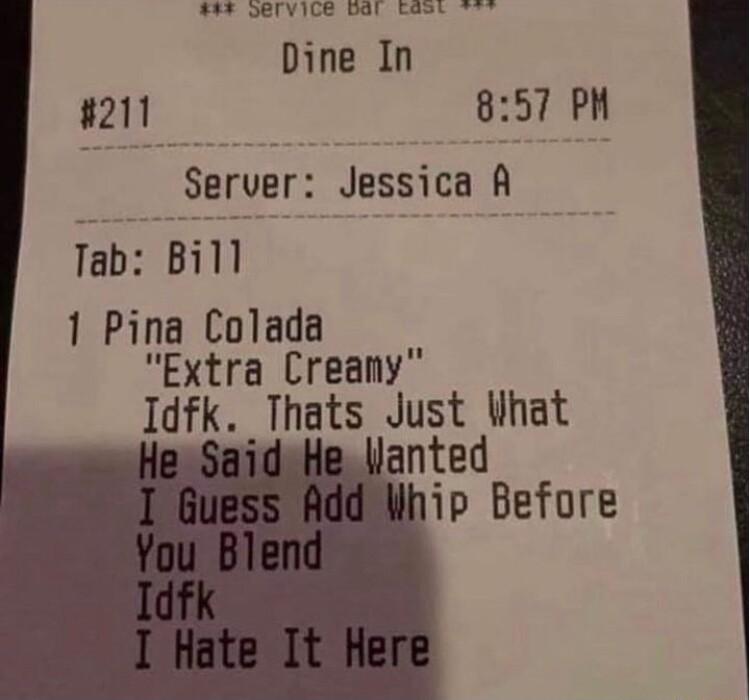 *** Service Bar East ***
Dine In
#211 8:57 PM
Server: Jessica A
Tab: Bill
1 Pina Colada
"Extra Creamy"
Idfk. Thats Just What
He Said He Wanted
I Guess Add Whip Before
You Blend
Idfk
I Hate It Here